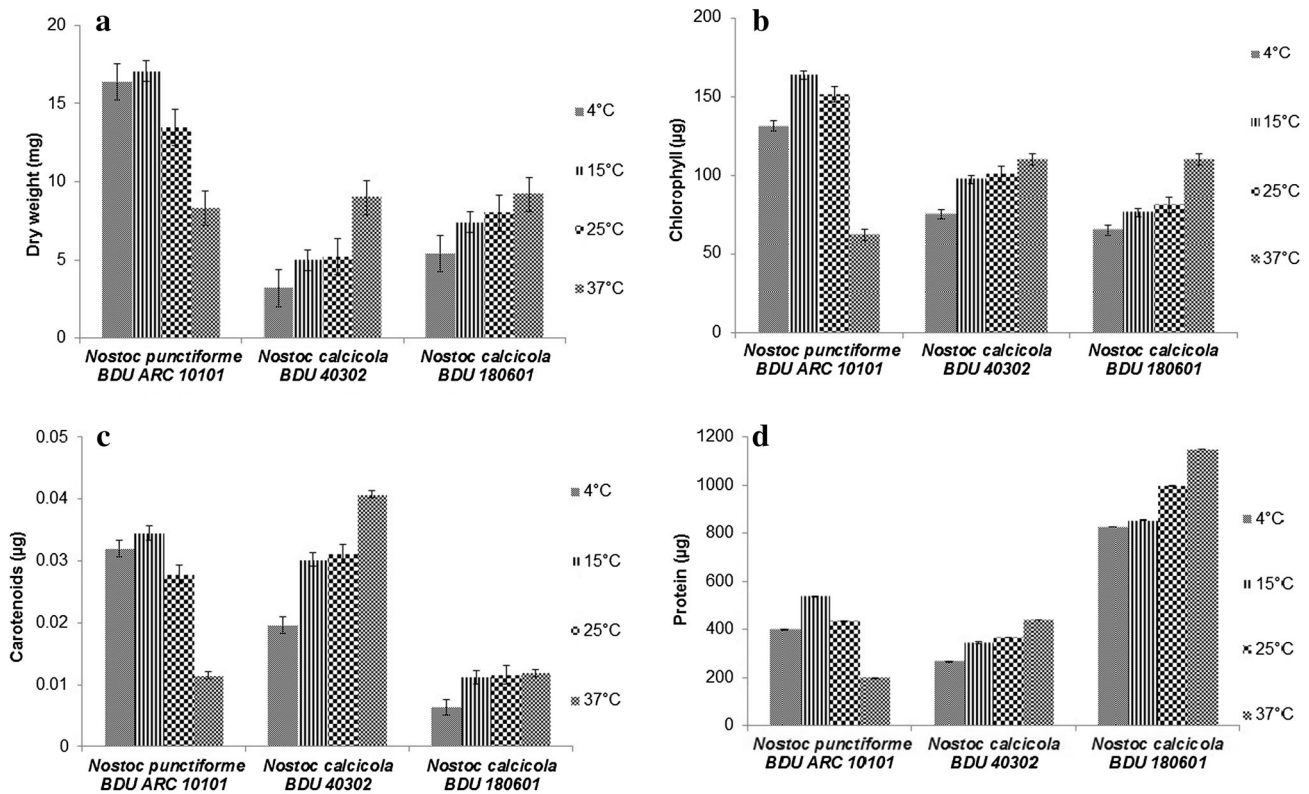 a
20
15
10
5
0
Dry weight (mg)
Nostoc punctiforme
BDU ARC 10101
Nostoc calcicola
BDU 40302
Nostoc calcicola
BDU 180601
4°C
15°C
25°C
37°C
b
200
150
100
50
0
Chlorophyll (µg)
Nostoc punctiforme
BDU ARC 10101
Nostoc calcicola
BDU 40302
Nostoc calcicola
BDU 180601
4°C
15°C
25°C
37°C
c
0.05
0.04
0.03
0.02
0.01
0
Carotenoids (µg)
Nostoc punctiforme
BDU ARC 10101
Nostoc calcicola
BDU 40302
Nostoc calcicola
BDU 180601
4°C
15°C
25°C
37°C
d
1200
1000
800
600
400
200
0
Protein (µg)
Nostoc punctiforme
BDU ARC 10101
Nostoc calcicola
BDU 40302
Nostoc calcicola
BDU 180601
4°C
15°C
25°C
37°C